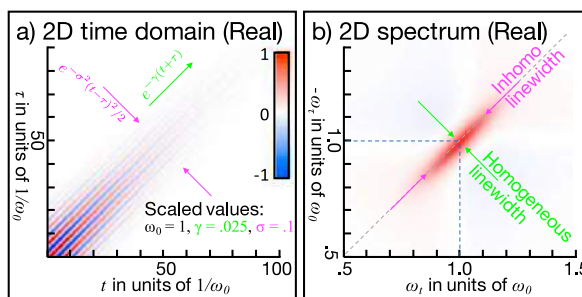 a) 2D time domain (Real)
e^{-σ²(t-τ)²/2}
e^{-γ(t+τ)}
1
0
-1
τ in units of 1/ω₀
50
Scaled values:
ω₀ = 1, γ = .025, σ = .1
0
50
100
t in units of 1/ω₀
b) 2D spectrum (Real)
Inhomo
linewidth
-ω_τ in units of ω₀
1.0
Homogeneous
linewidth
.5
.5
1.0
1.5
ω_t in units of ω₀